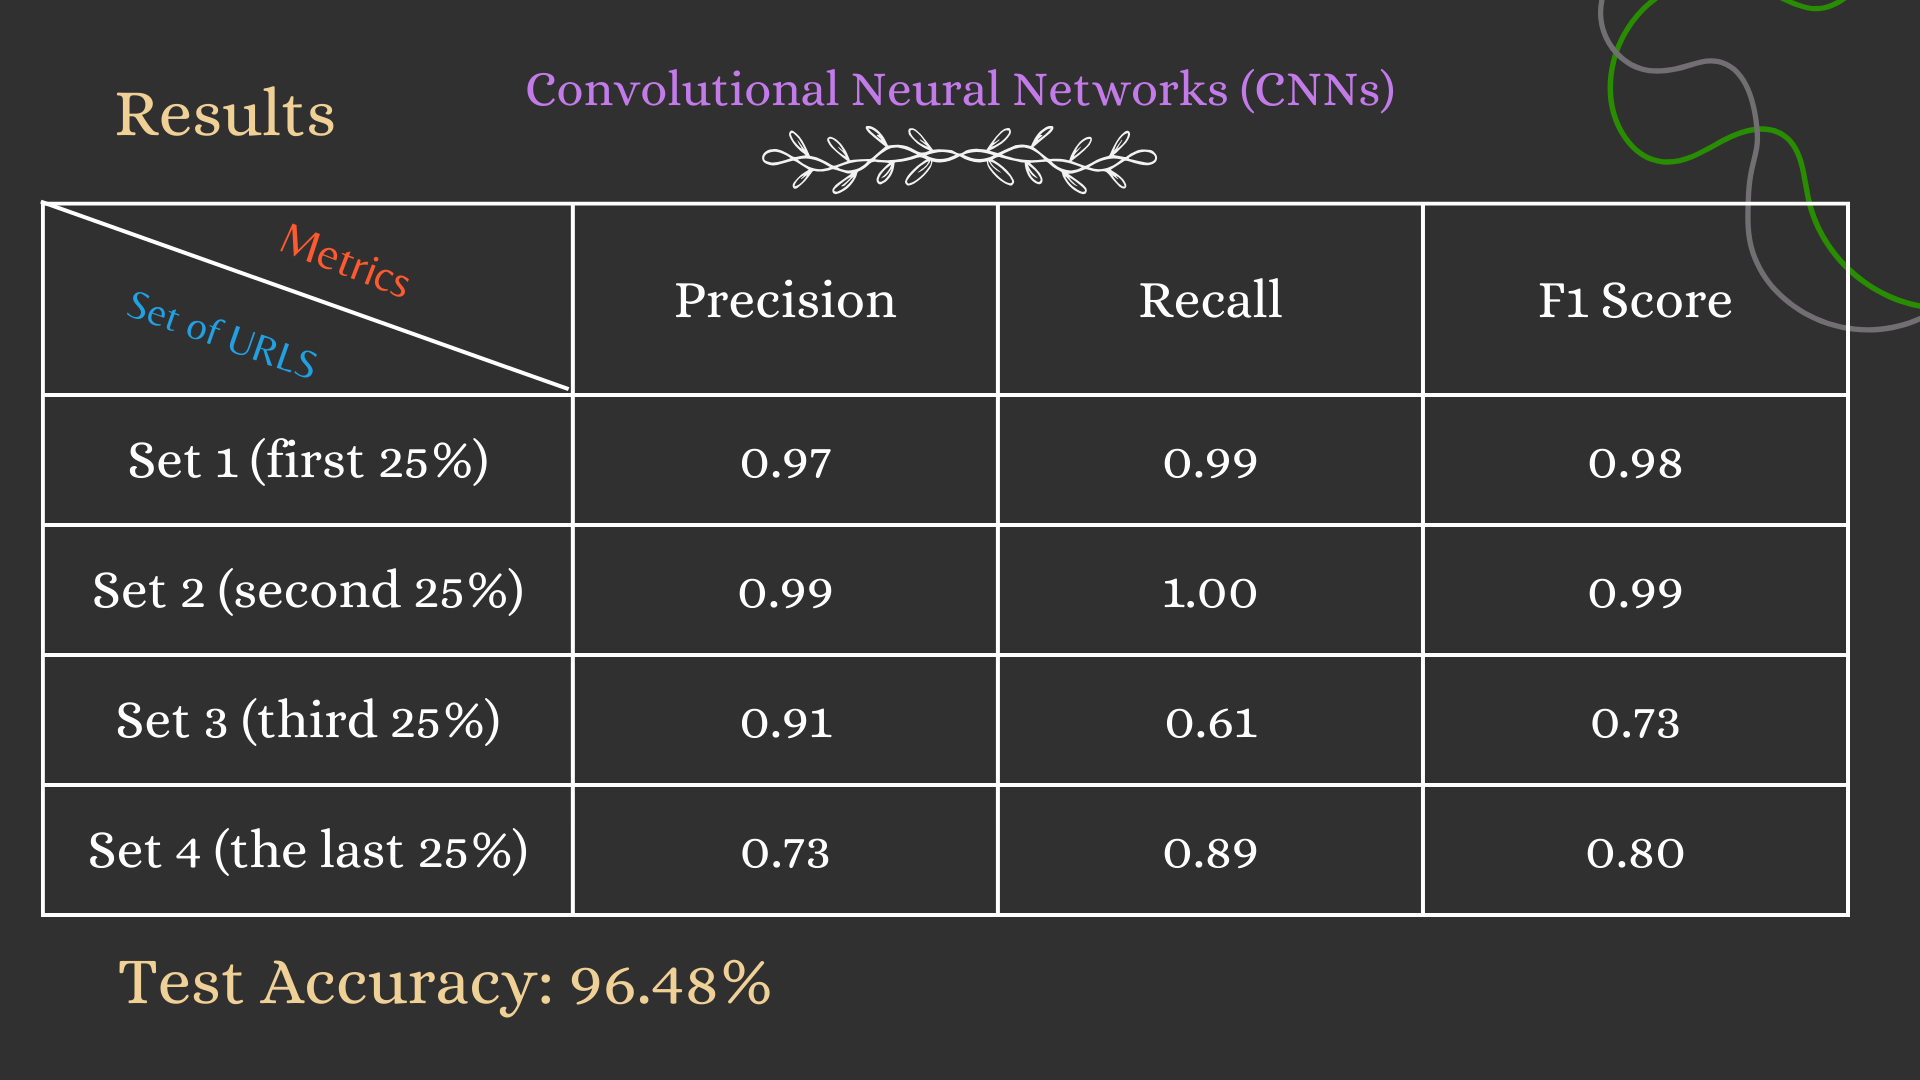 Results
Convolutional Neural Networks (CNNs)
Metrics
Set of URLS
Precision
Recall
F1 Score
Set 1 (first 25%)
0.97
0.99
0.98
Set 2 (second 25%)
0.99
1.00
0.99
Set 3 (third 25%)
0.91
0.61
0.73
Set 4 (the last 25%)
0.73
0.89
0.80
Test Accuracy: 96.48%